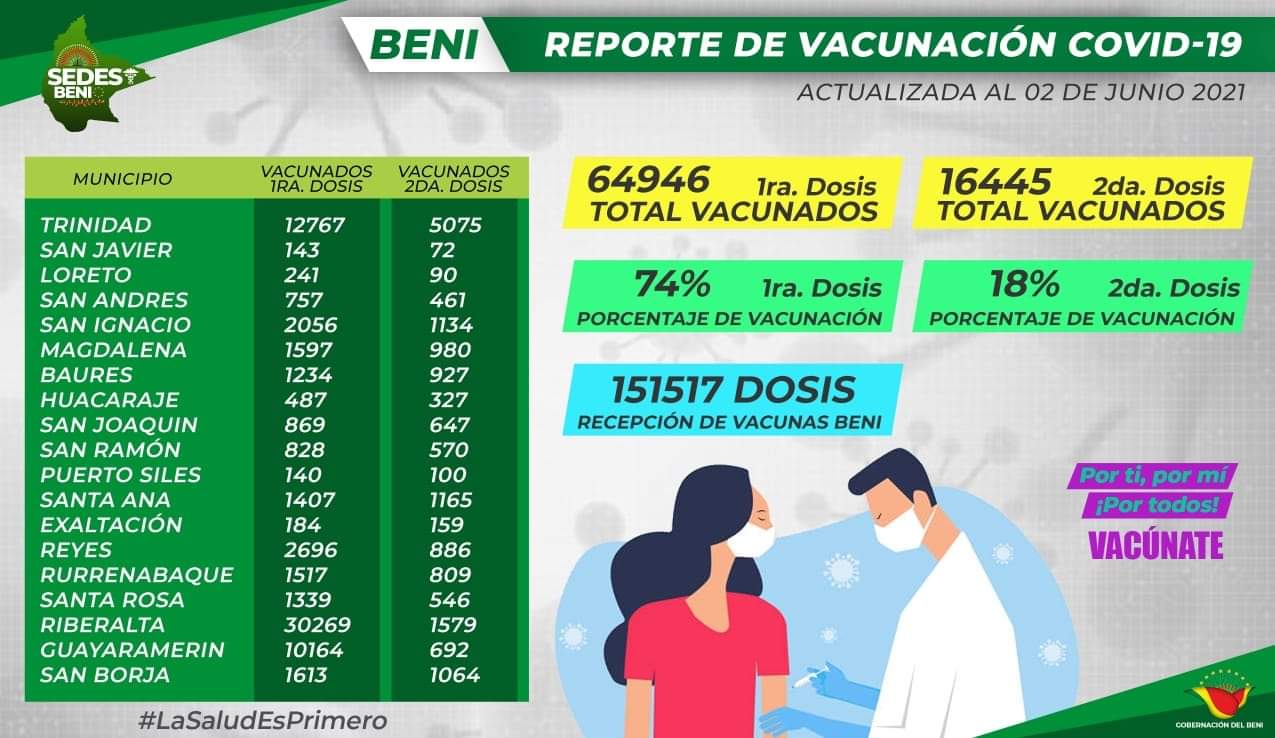 SEDES
BENI
BENI REPORTE DE VACUNACIÓN COVID-19
ACTUALIZADA AL 02 DE JUNIO 2021
MUNICIPIO VACUNADOS 1RA. DOSIS VACUNADOS 2DA. DOSIS
TRINIDAD 12767 5075
SAN JAVIER 143 72
LORETO 241 90
SAN ANDRES 757 461
SAN IGNACIO 2056 1134
MAGDALENA 1597 980
BAURES 1234 927
HUACARAJE 487 327
SAN JOAQUIN 869 647
SAN RAMÓN 828 570
PUERTO SILES 140 100
SANTA ANA 1407 1165
EXALTACIÓN 184 159
REYES 2696 886
RURRENABAQUE 1517 809
SANTA ROSA 1339 546
RIBERALTA 30269 1579
GUAYARAMERIN 10164 692
SAN BORJA 1613 1064
#LaSaludEsPrimero
64946 1ra. Dosis
TOTAL VACUNADOS
16445 2da. Dosis
TOTAL VACUNADOS
74% 1ra. Dosis
PORCENTAJE DE VACUNACIÓN
18% 2da. Dosis
PORCENTAJE DE VACUNACIÓN
151517 DOSIS
RECEPCIÓN DE VACUNAS BENI
Por ti, por mí
¡Por todos!
VACÚNATE
GOBERNACIÓN DEL BENI